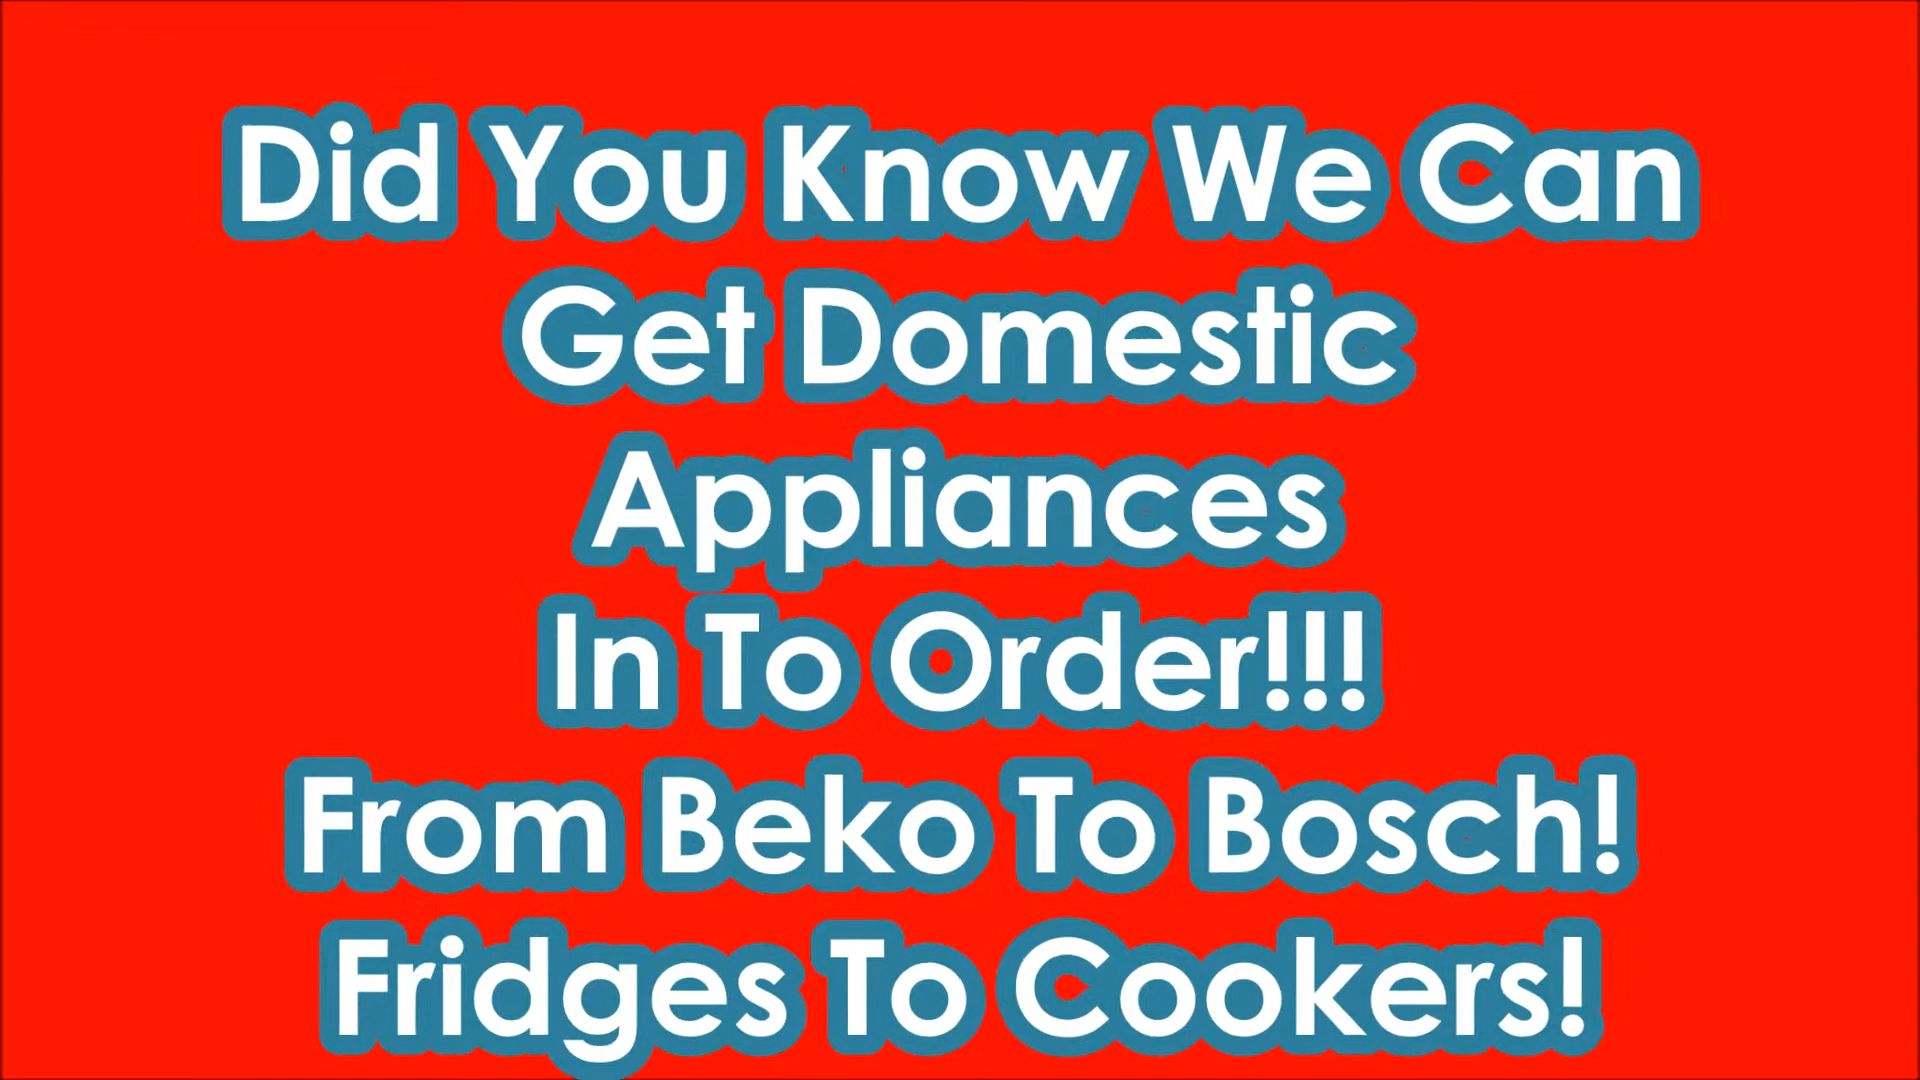 Did You Know We Can
Get Domestic
Appliances
In To Order!!!
From Beko To Bosch!
Fridges To Cookers!